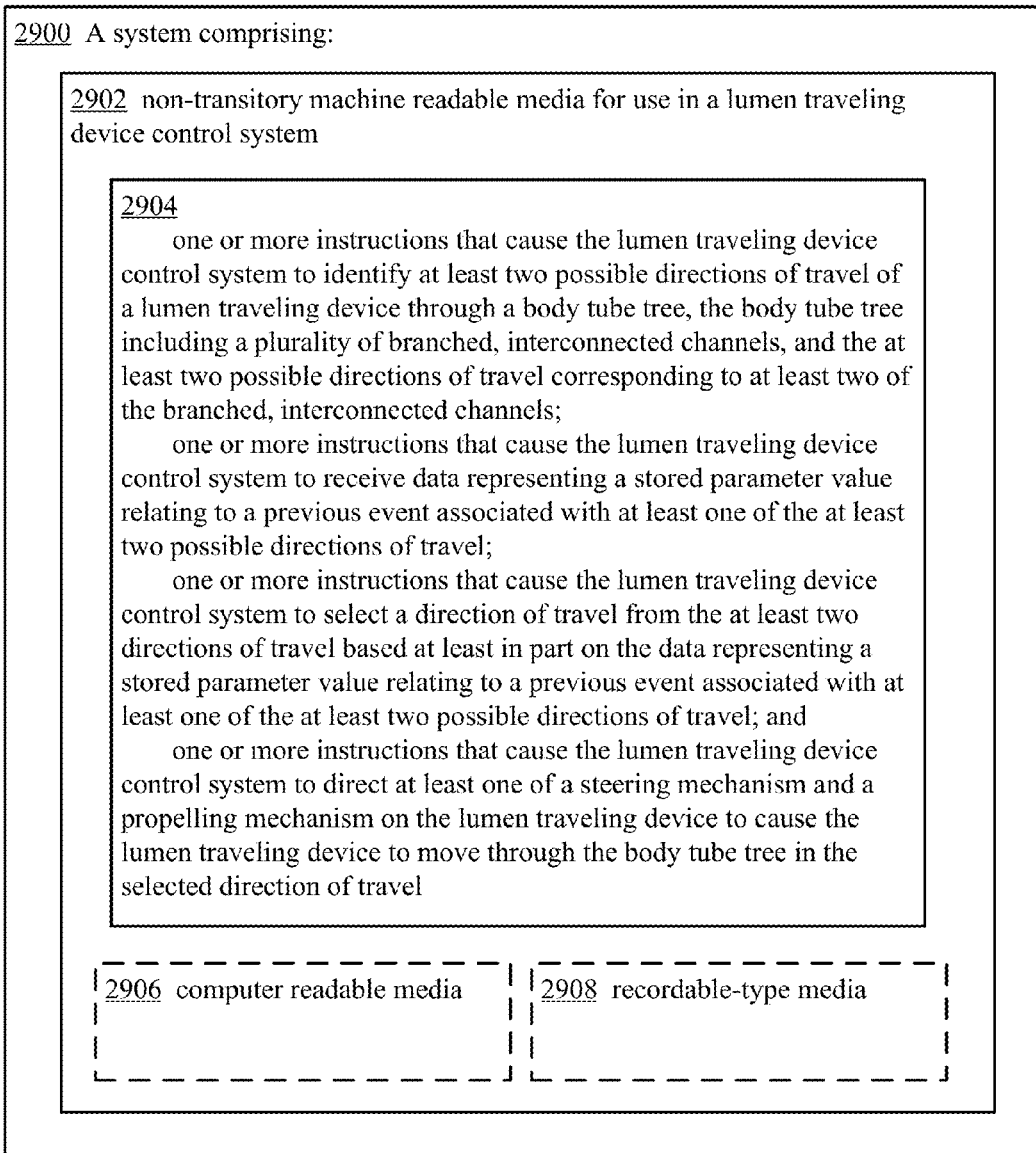 2900 A system comprising:
2902 non-transitory machine readable media for use in a lumen traveling
device control system
2904
one or more instructions that cause the lumen traveling device
control system to identify at least two possible directions of travel of
a lumen traveling device through a body tube tree, the body tube tree
including a plurality of branched, interconnected channels, and the at
least two possible directions of travel corresponding to at least two of
the branched, interconnected channels;
one or more instructions that cause the lumen traveling device
control system to receive data representing a stored parameter value
relating to a previous event associated with at least one of the at least
two possible directions of travel;
one or more instructions that cause the lumen traveling device
control system to select a direction of travel from the at least two
directions of travel based at least in part on the data representing a
stored parameter value relating to a previous event associated with at
least one of the at least two possible directions of travel; and
one or more instructions that cause the lumen traveling device
control system to direct at least one of a steering mechanism and a
propelling mechanism on the lumen traveling device to cause the
lumen traveling device to move through the body tube tree in the
selected direction of travel
2906 computer readable media
2908 recordable-type media